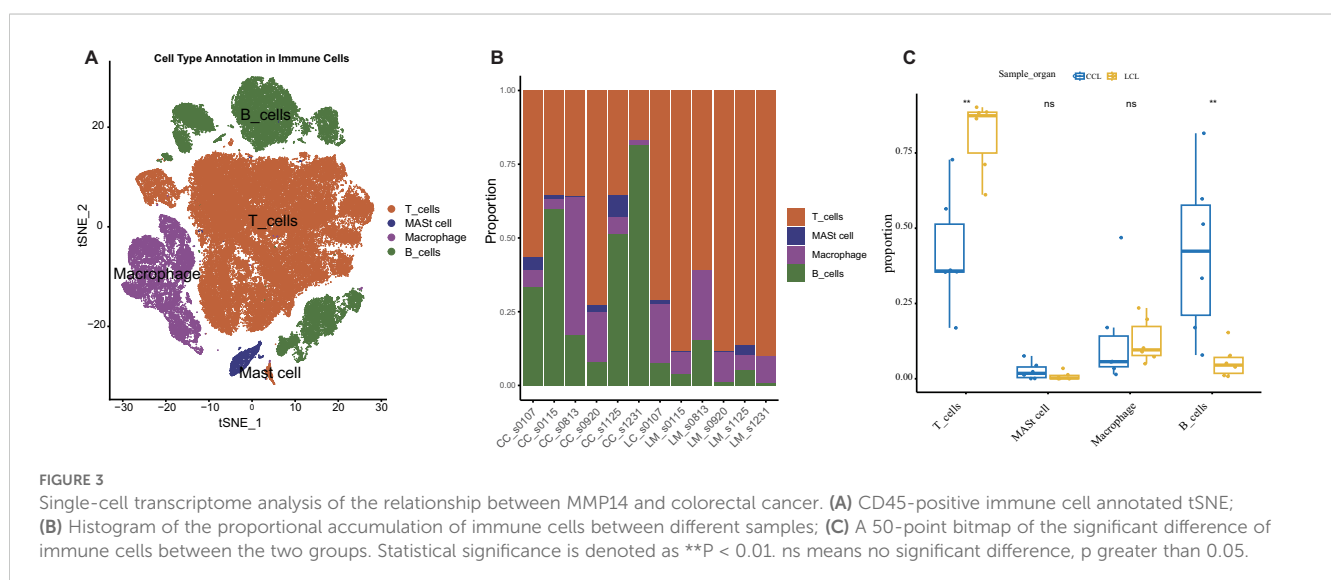 A
Cell Type Annotation in Immune Cells
tSNE_2
20
0
−20
B_cells
T_cells
Macrophage
Mast cell
−30
−20
−10
0
10
20
30
tSNE_1
T_cells
MASt cell
Macrophage
B_cells
B
Proportion
1.00
0.75
0.50
0.25
0.00
CC_s0107
CC_s0115
CC_s0813
CC_s0920
CC_s1125
CC_s1231
LC_s0107
LM_s0115
LM_s0813
LM_s0920
LM_s1125
LM_s1231
T_cells
MASt cell
Macrophage
B_cells
C
Sample_organ CCL LCL
** ns ns **
proportion
0.75
0.50
0.25
0.00
T_cells
MASt cell
Macrophage
B_cells
FIGURE 3
Single-cell transcriptome analysis of the relationship between MMP14 and colorectal cancer. (A) CD45-positive immune cell annotated tSNE;
(B) Histogram of the proportional accumulation of immune cells between different samples; (C) A 50-point bitmap of the significant difference of
immune cells between the two groups. Statistical significance is denoted as **P < 0.01. ns means no significant difference, p greater than 0.05.